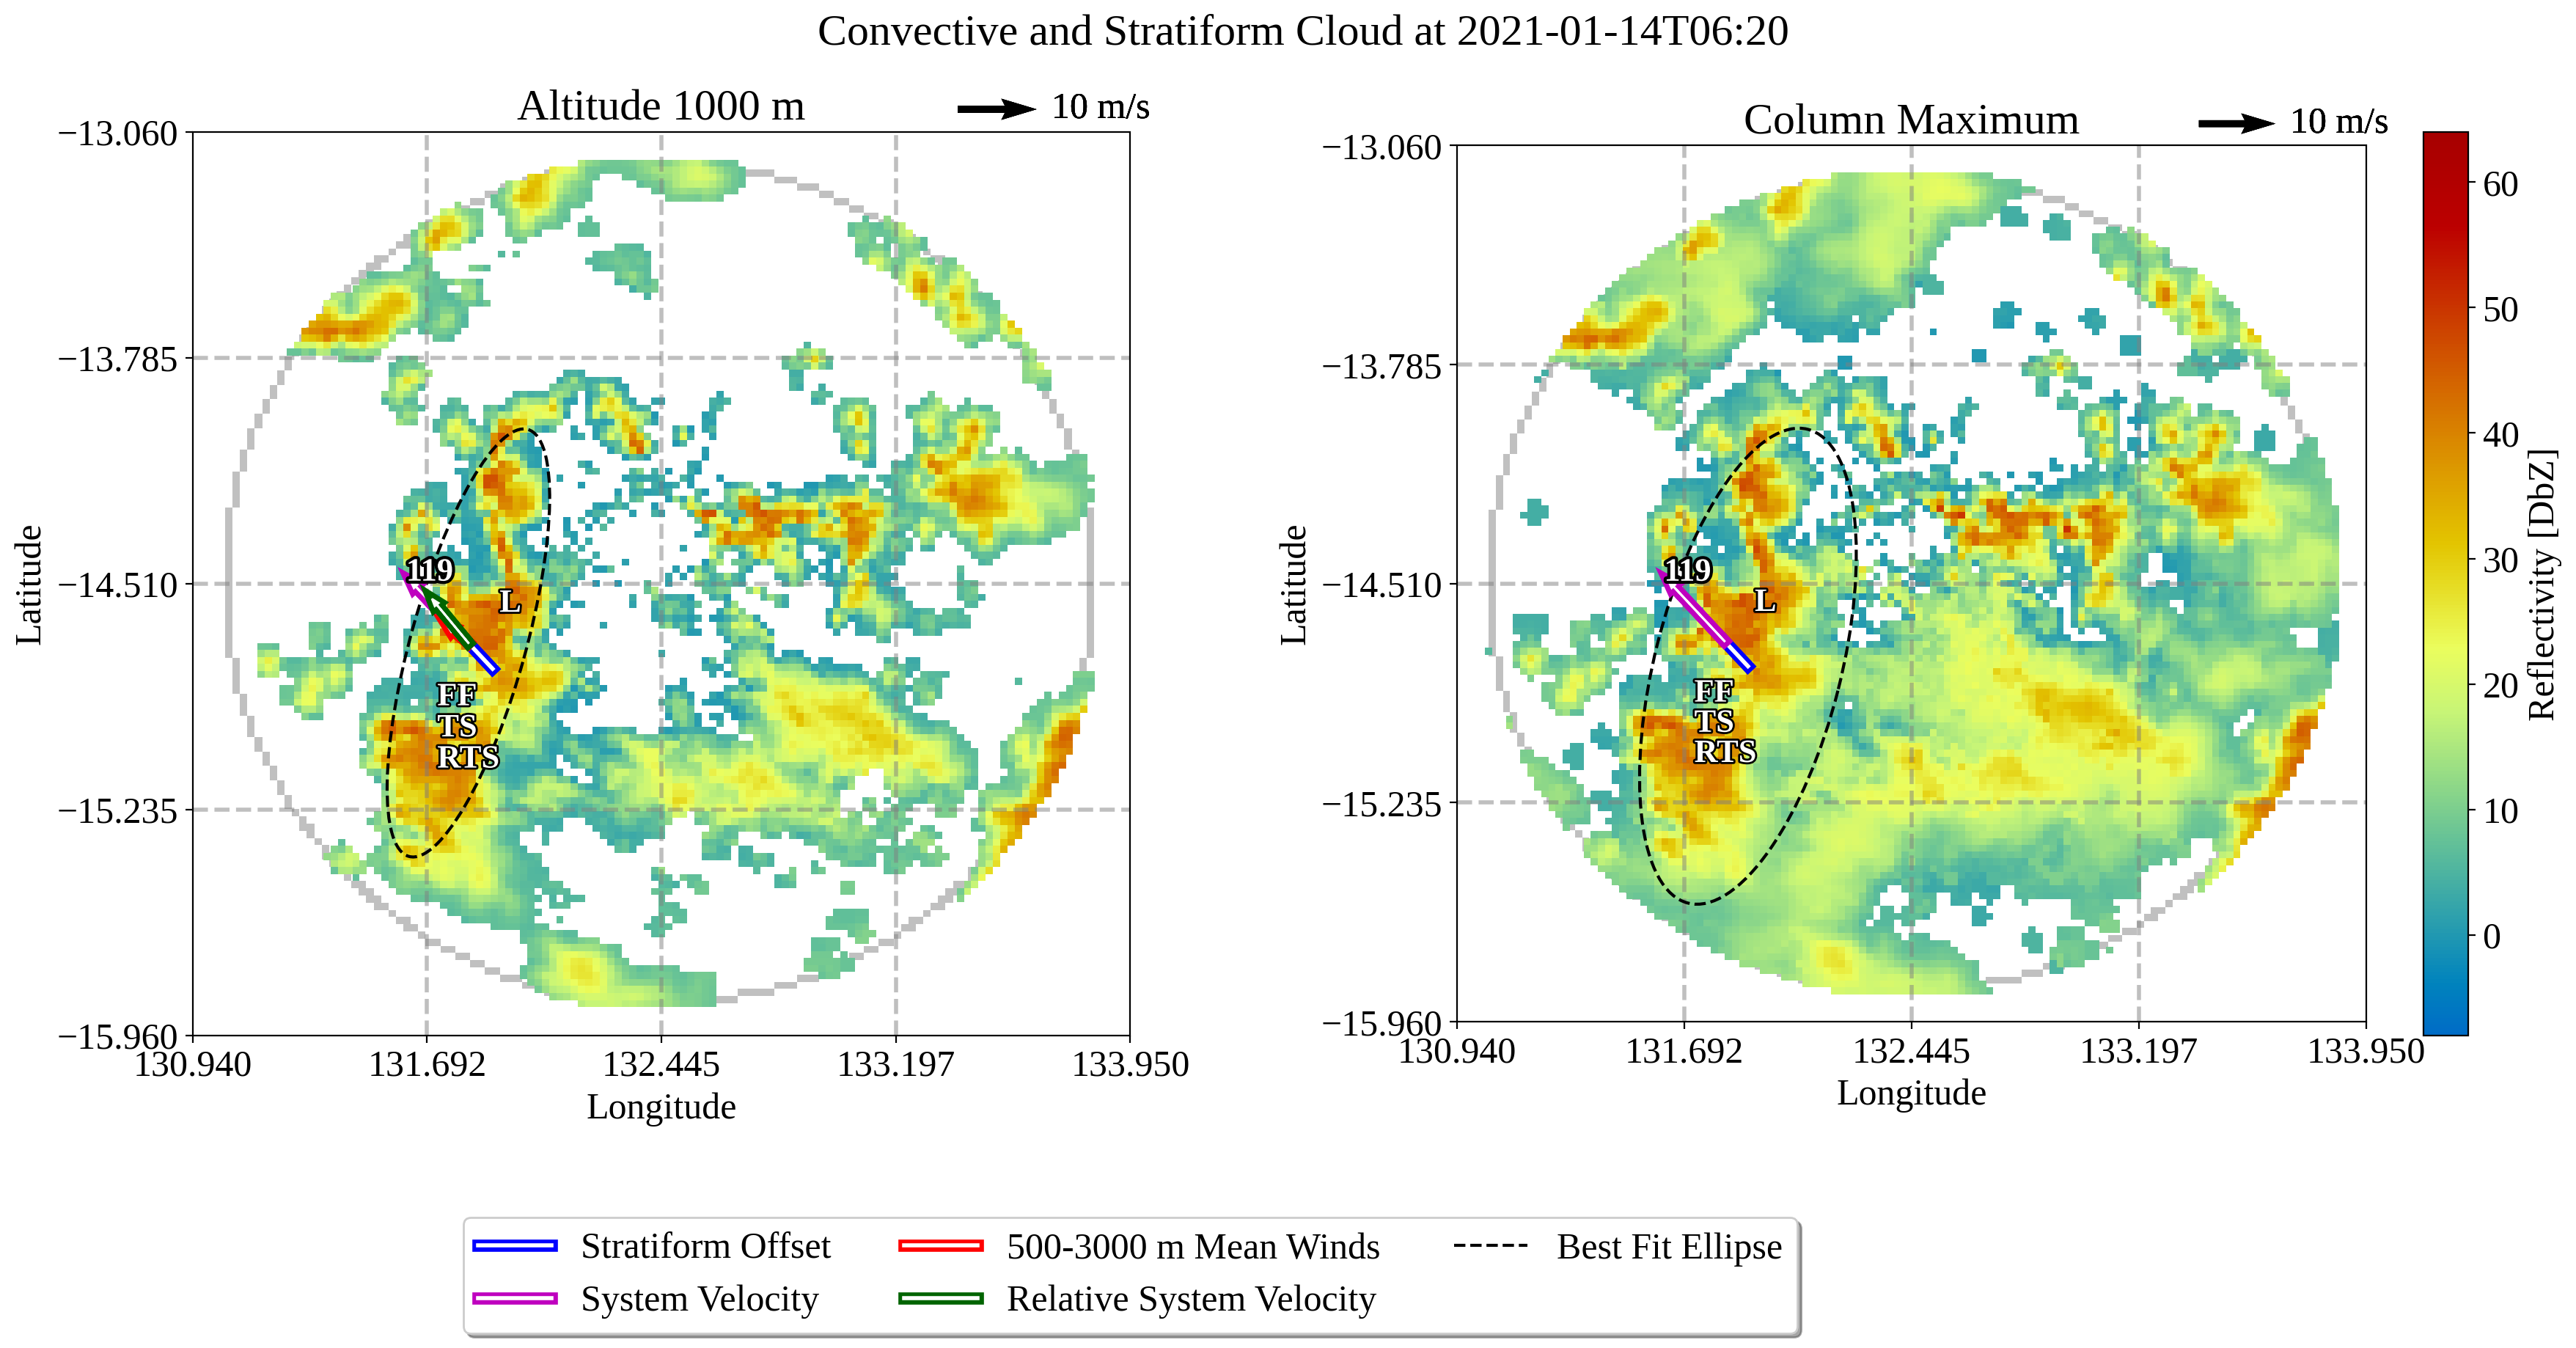 Convective and Stratiform Cloud at 2021-01-14T06:20
Altitude 1000 m
10 m/s
−13.060
−13.785
−14.510
−15.235
−15.960
Latitude
130.940
131.692
132.445
133.197
133.950
Longitude
119
L
FF
TS
RTS
Column Maximum
10 m/s
−13.060
−13.785
−14.510
−15.235
−15.960
Latitude
130.940
131.692
132.445
133.197
133.950
Longitude
119
L
FF
TS
RTS
60
50
40
30
20
10
0
Reflectivity [DbZ]
Stratiform Offset
System Velocity
500-3000 m Mean Winds
Relative System Velocity
Best Fit Ellipse